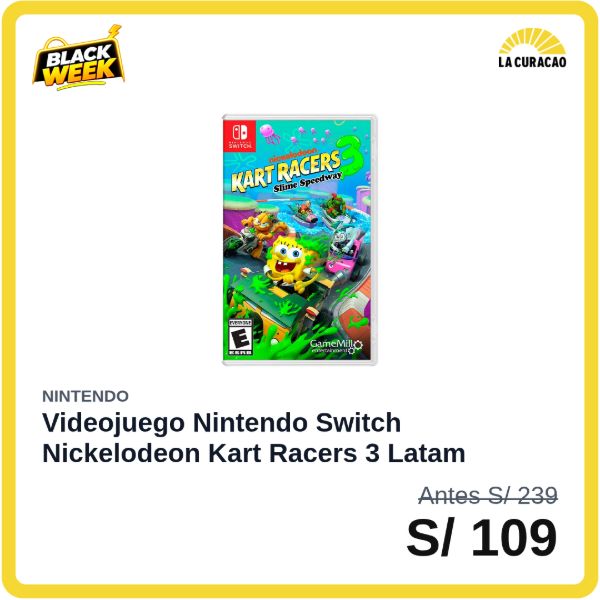 BLACK
WEEK
LA CURACAO
NINTENDO
SWITCH
nickelodeon
KART RACERS 3
Slime Speedway
EVERYONE
E
ESRB
GameMill
entertainment
NINTENDO
Videojuego Nintendo Switch
Nickelodeon Kart Racers 3 Latam
Antes S/ 239
S/ 109